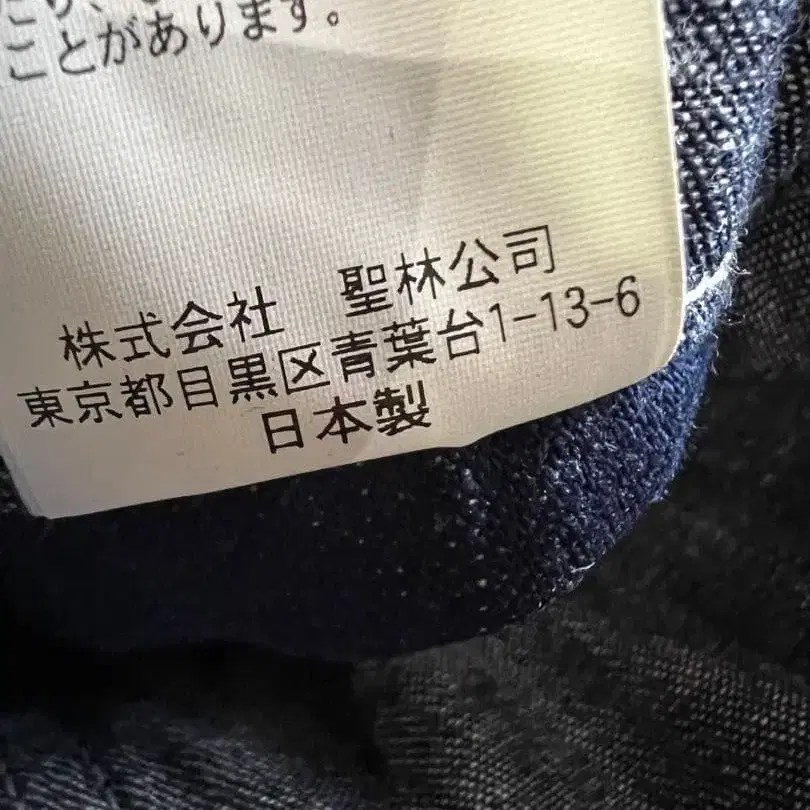 ことがあります。
株式会社 聖林公司
東京都目黒区青葉台1-13-6
日本製